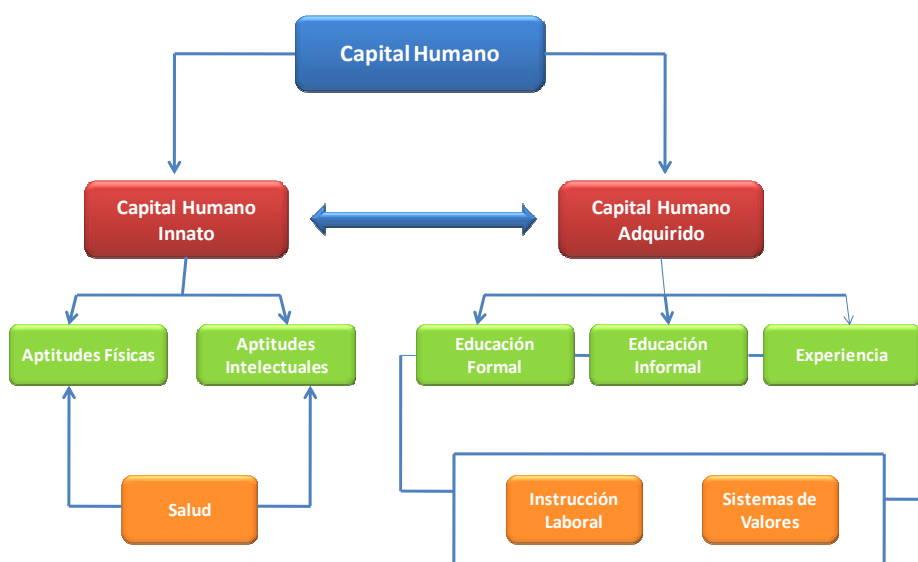 Capital Humano
Capital Humano
Innato
Capital Humano
Adquirido
Aptitudes Físicas
Aptitudes
Intelectuales
Educación
Formal
Educación
Informal
Experiencia
Salud
Instrucción
Laboral
Sistemas de
Valores